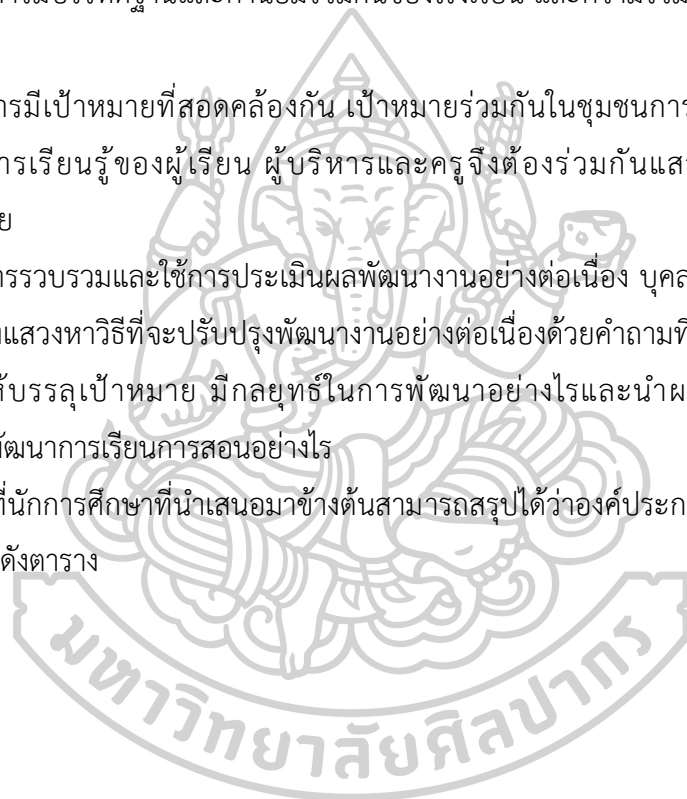 การมีเป้าหมายที่สอดคล้องกัน เป้าหมายร่วมกันในชุมชนการ
การเรียนรู้ของผู้เรียน ผู้บริหารและครูจึงต้องร่วมกันแส
ย
การรวบรวมและใช้การประเมินผลพัฒนางานอย่างต่อเนื่อง บุคล
แสวงหาวิธีที่จะปรับปรุงพัฒนางานอย่างต่อเนื่องด้วยคำถามที
ห้บรรลุเป้าหมาย มีกลยุทธ์ในการพัฒนาอย่างไรและนำผ
พัฒนาการเรียนการสอนอย่างไร
ที่นักการศึกษาที่นำเสนอมาข้างต้นสามารถสรุปได้ว่าองค์ประก
ดังตาราง
มหาวิทยาลัยศิลปากร